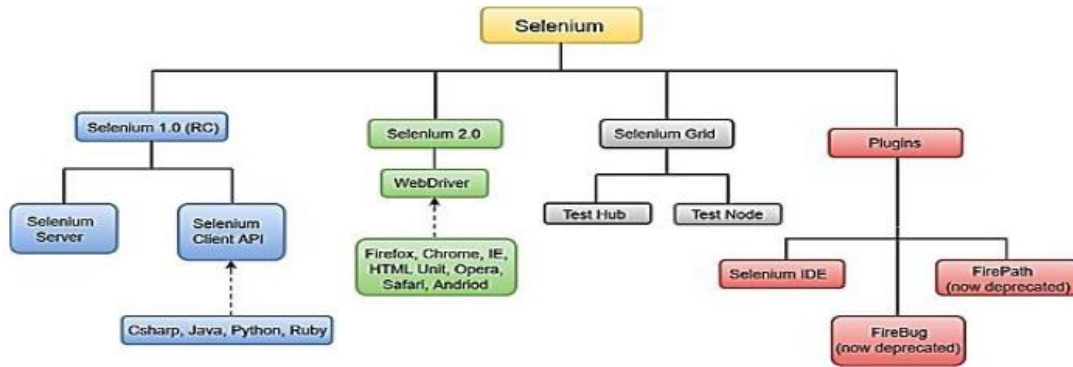 Selenium
Selenium 1.0 (RC)
Selenium 2.0
Selenium Grid
Plugins
WebDriver
Selenium
Server
Selenium
Client API
Test Hub
Test Node
Firefox, Chrome, IE,
HTML Unit, Opera,
Safari, Andriod
Selenium IDE
FirePath
(now deprecated)
Csharp, Java, Python, Ruby
FireBug
(now deprecated)